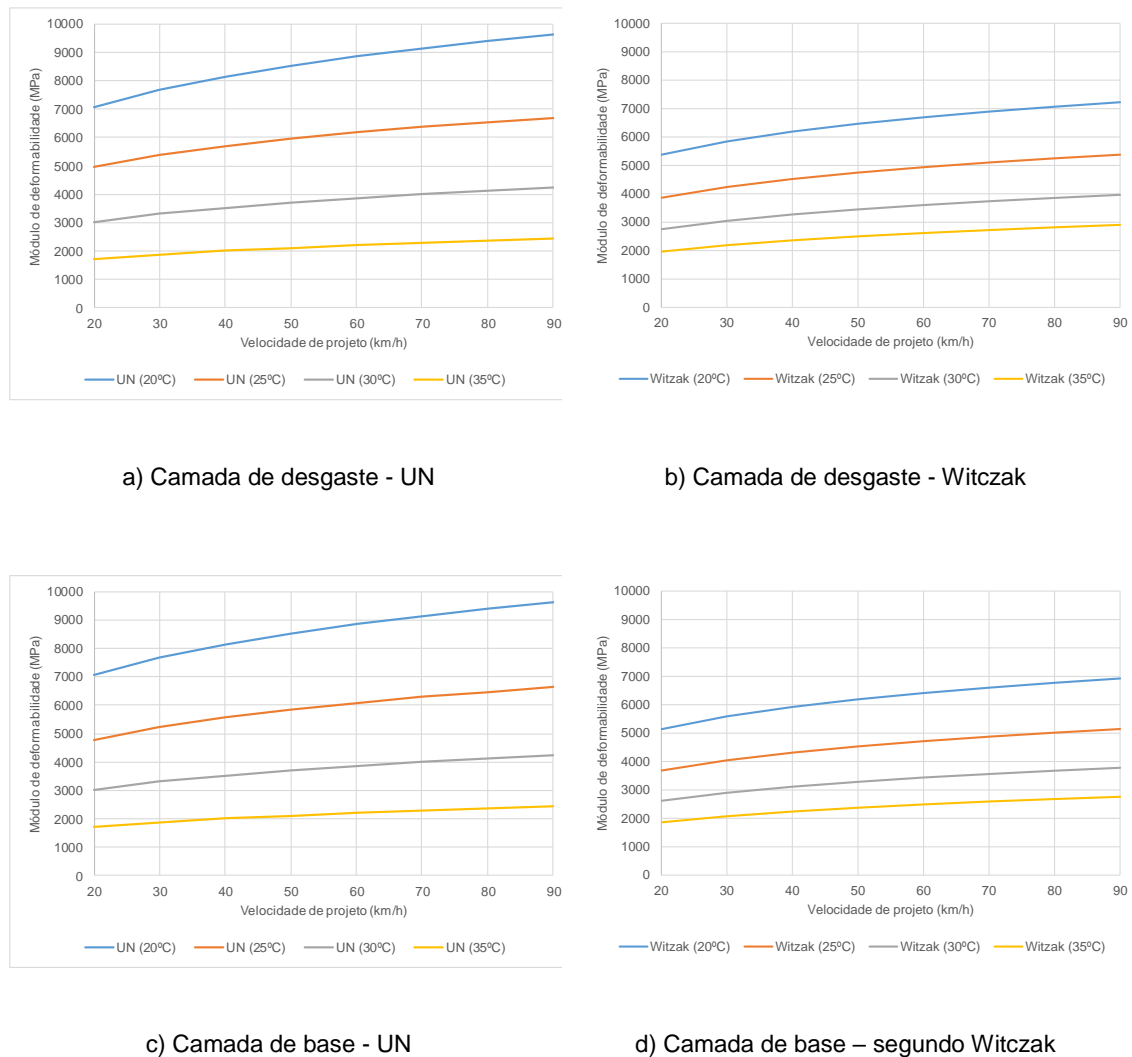 10000
9000
8000
7000
6000
5000
4000
3000
2000
1000
0
Módulo de deformabilidade (MPa)
20 30 40 50 60 70 80 90
Velocidade de projeto (km/h)
UN (20ºC) UN (25ºC) UN (30ºC) UN (35ºC)
10000
9000
8000
7000
6000
5000
4000
3000
2000
1000
0
Módulo de deformabilidade (MPa)
20 30 40 50 60 70 80 90
Velocidade de projeto (km/h)
Witzak (20ºC) Witzak (25ºC) Witzak (30ºC) Witzak (35ºC)
a) Camada de desgaste - UN
b) Camada de desgaste - Witczak
10000
9000
8000
7000
6000
5000
4000
3000
2000
1000
0
Módulo de deformabilidade (MPa)
20 30 40 50 60 70 80 90
Velocidade de projeto (km/h)
UN (20ºC) UN (25ºC) UN (30ºC) UN (35ºC)
10000
9000
8000
7000
6000
5000
4000
3000
2000
1000
0
Módulo de deformabilidade (MPa)
20 30 40 50 60 70 80 90
Velocidade de projeto (km/h)
Witzak (20ºC) Witzak (25ºC) Witzak (30ºC) Witzak (35ºC)
c) Camada de base - UN
d) Camada de base – segundo Witczak